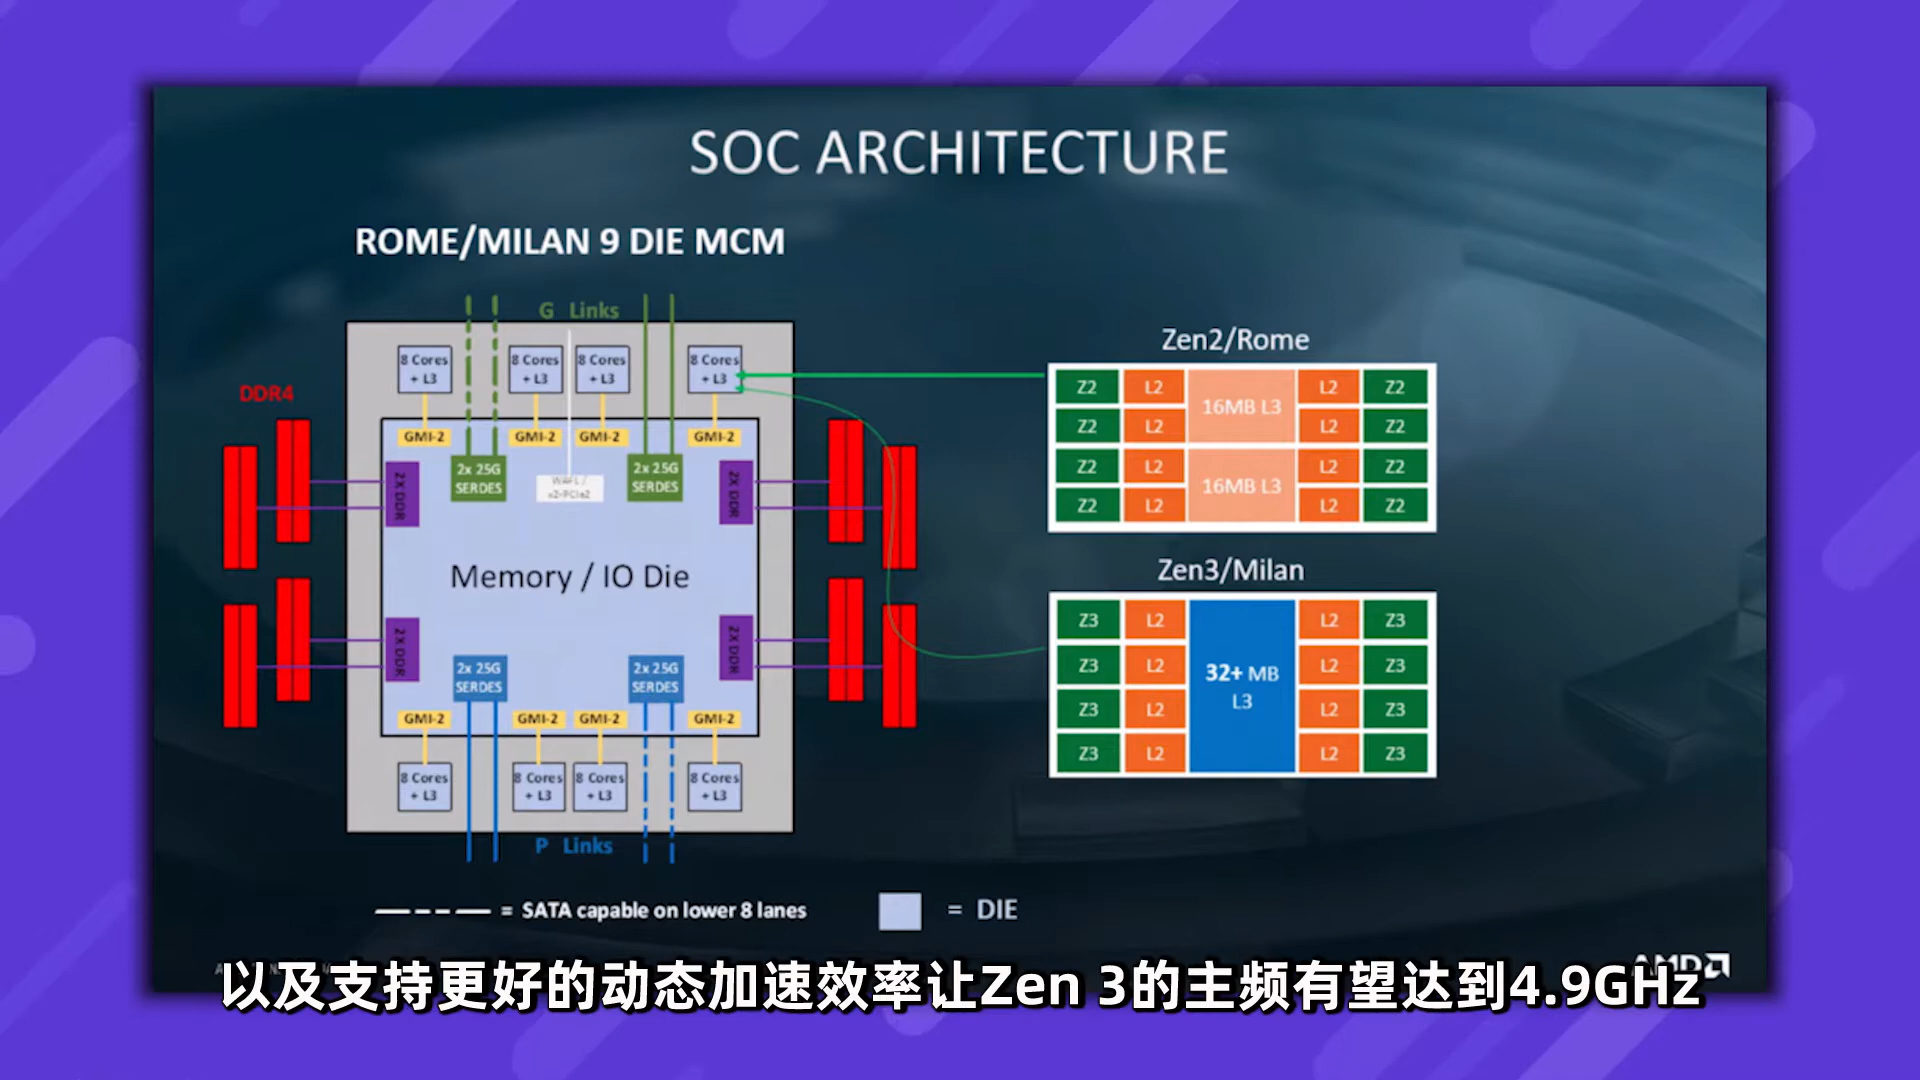 SOC ARCHITECTURE
ROME/MILAN 9 DIE MCM
G Links
DDR4
8 Cores + L3
8 Cores + L3
8 Cores + L3
8 Cores + L3
GMI-2
GMI-2
GMI-2
GMI-2
2x 25G SERDES
2x 25G SERDES
2X DDR
2X DDR
Memory / IO Die
2X DDR
2X DDR
2x 25G SERDES
2x 25G SERDES
GMI-2
GMI-2
GMI-2
GMI-2
8 Cores + L3
8 Cores + L3
8 Cores + L3
8 Cores + L3
P Links
Zen2/Rome
Z2 L2 16MB L3 L2 Z2
Z2 L2 L2 Z2
Z2 L2 16MB L3 L2 Z2
Z2 L2 L2 Z2
Zen3/Milan
Z3 L2 L2 Z3
Z3 L2 32+ MB L2 Z3
Z3 L2 L3 L2 Z3
Z3 L2 L2 Z3
= SATA capable on lower 8 lanes
= DIE
AMD
以及支持更好的动态加速效率让Zen 3的主频有望达到4.9GHz